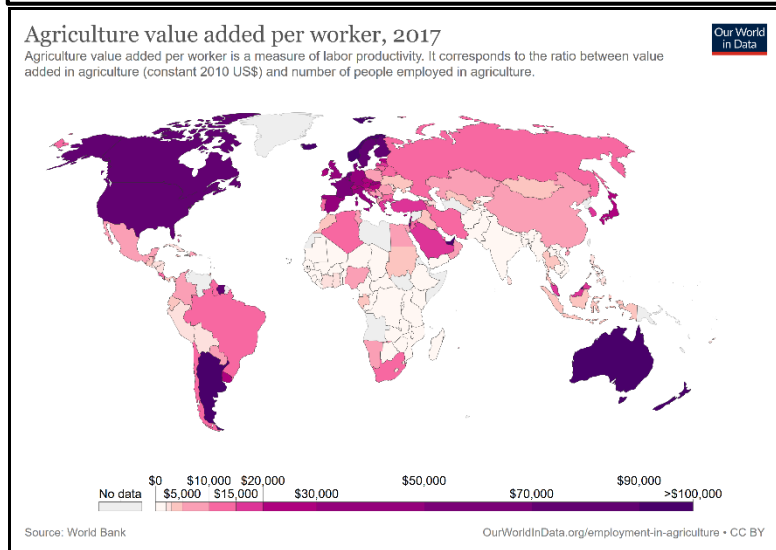 Agriculture value added per worker, 2017
Our World
in Data
Agriculture value added per worker is a measure of labor productivity. It corresponds to the ratio between value
added in agriculture (constant 2010 US$) and number of people employed in agriculture.
No data
$0
$5,000
$10,000
$15,000
$20,000
$30,000
$50,000
$70,000
$90,000
>$100,000
Source: World Bank
OurWorldInData.org/employment-in-agriculture • CC BY